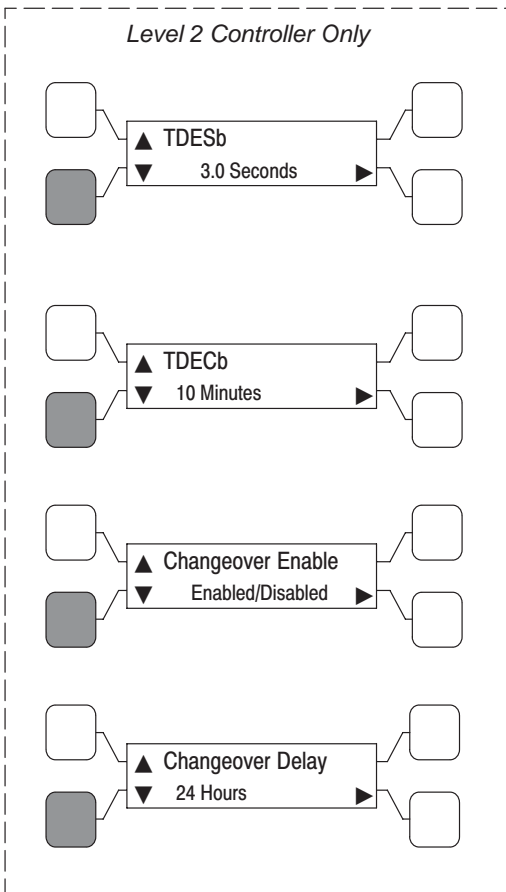 Level 2 Controller Only
▲ TDESb
▼ 3.0 Seconds ▶
▲ TDECb
▼ 10 Minutes ▶
▲ Changeover Enable
▼ Enabled/Disabled ▶
▲ Changeover Delay
▼ 24 Hours ▶